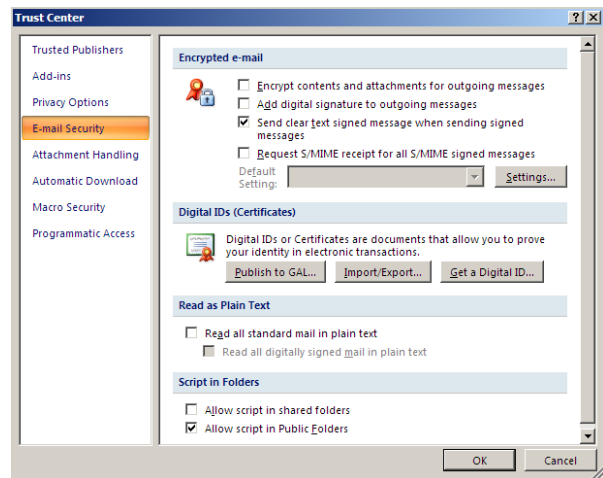 Trust Center
Trusted Publishers
Add-ins
Privacy Options
E-mail Security
Attachment Handling
Automatic Download
Macro Security
Programmatic Access
Encrypted e-mail
Encrypt contents and attachments for outgoing messages
Add digital signature to outgoing messages
Send clear text signed message when sending signed
messages
Request S/MIME receipt for all S/MIME signed messages
Default
Setting:
Settings...
Digital IDs (Certificates)
Digital IDs or Certificates are documents that allow you to prove
your identity in electronic transactions.
Publish to GAL... Import/Export... Get a Digital ID...
Read as Plain Text
Read all standard mail in plain text
Read all digitally signed mail in plain text
Script in Folders
Allow script in shared folders
Allow script in Public Folders
OK Cancel